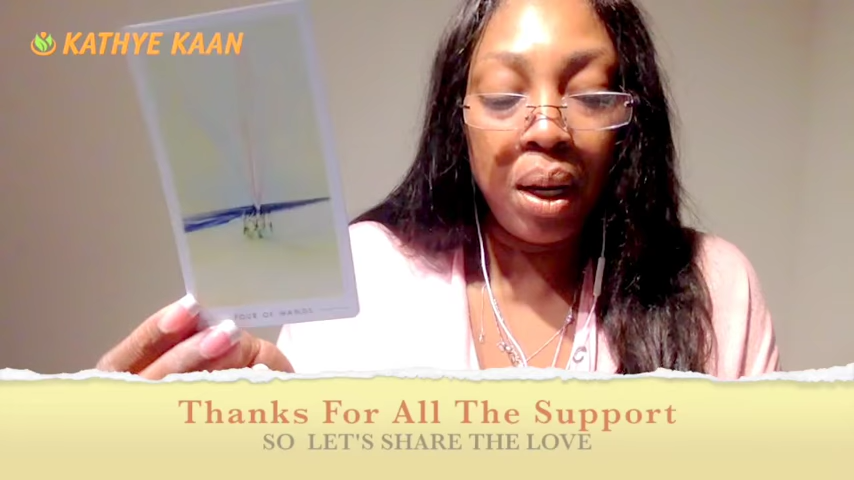 KATHYE KAAN
FOUR OF WANDS
Thanks For All The Support
SO LET'S SHARE THE LOVE